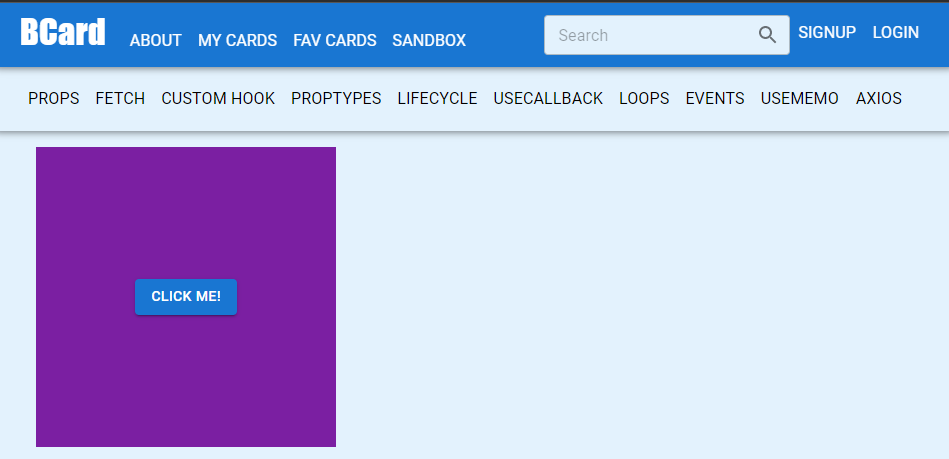 BCard ABOUT MY CARDS FAV CARDS SANDBOX Search SIGNUP LOGIN
PROPS FETCH CUSTOM HOOK PROPTYPES LIFECYCLE USECALLBACK LOOPS EVENTS USEMEMO AXIOS
CLICK ME!